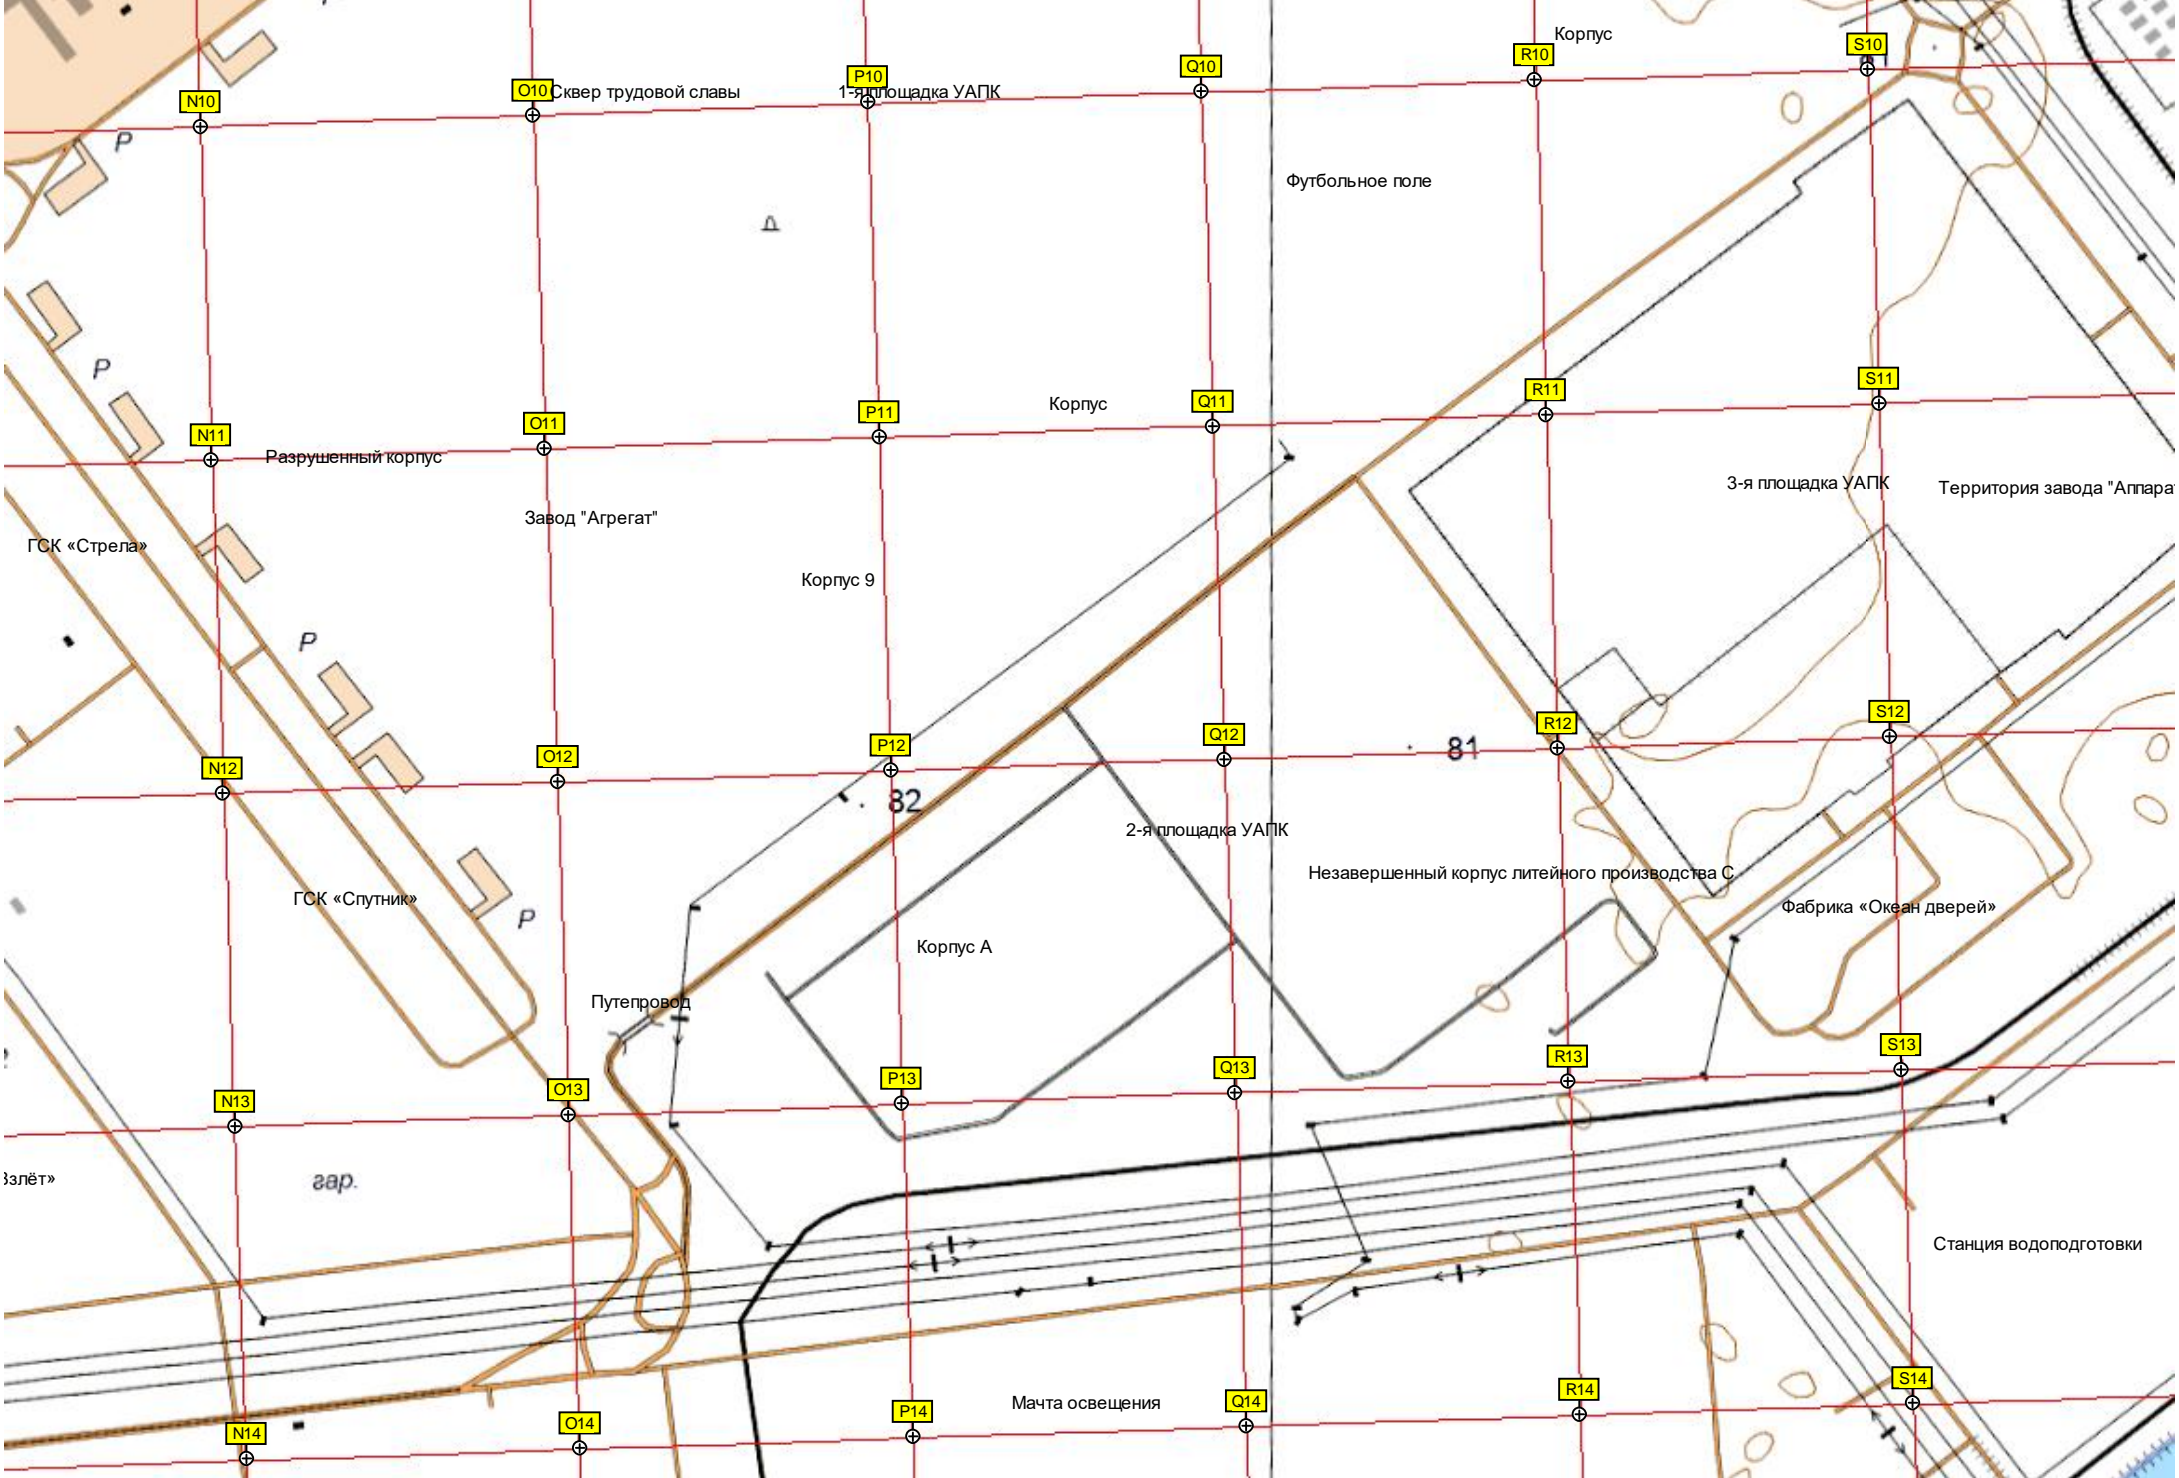 Корпус
S10
R10
Q10
P10
O10
N10
Сквер трудовой славы
1-я площадка УАПК
Р
Футбольное поле
Д
Р
S11
R11
Q11
P11
O11
N11
Корпус
Разрушенный корпус
3-я площадка УАПК
Территория завода "Аппара
Завод "Агрегат"
ГСК «Стрела»
Корпус 9
Р
S12
R12
Q12
P12
O12
N12
81
82
2-я площадка УАПК
Незавершенный корпус литейного производства С
ГСК «Спутник»
Фабрика «Океан дверей»
Р
Корпус А
Путепровод
S13
R13
Q13
P13
O13
N13
Взлёт»
гар.
Станция водоподготовки
S14
R14
Q14
P14
O14
N14
Мачта освещения